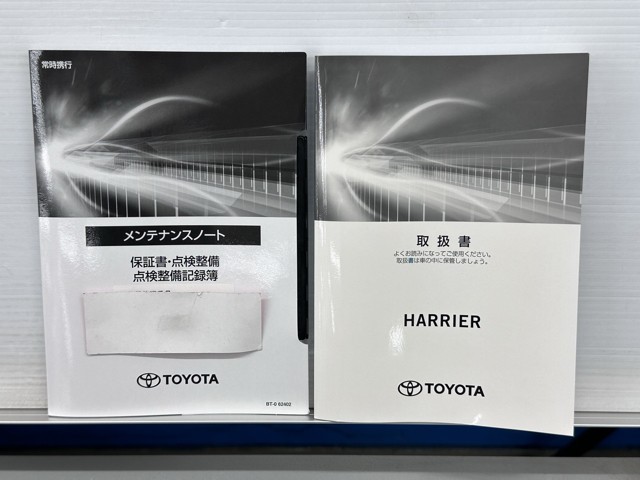 常時携行
メンテナンスノート
保証書・点検整備
点検整備記録簿
TOYOTA
取扱書
よくお読みになってご使用ください。
取扱書は車の中に保管しましょう。
HARRIER
TOYOTA